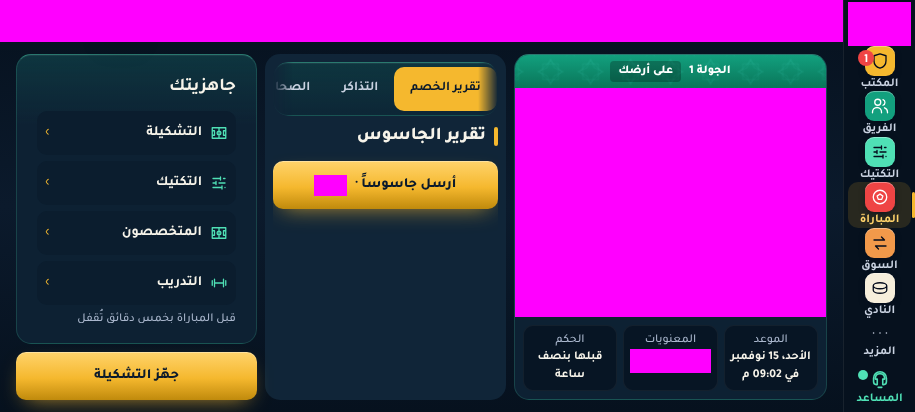 1
المكتب
الفريق
التكتيك
المباراة
السوق
النادي
...
المزيد
المساعد
الجولة 1
على أرضك
الموعد
الأحد، 15 نوفمبر
في 09:02 م
المعنويات
الحكم
قبلها بنصف
ساعة
تقرير الخصم
التذاكر
الصحا
تقرير الجاسوس
أرسل جاسوساً ·
جاهزيتك
التشكيلة
التكتيك
المتخصصون
التدريب
قبل المباراة بخمس دقائق تُقفل
جهّز التشكيلة